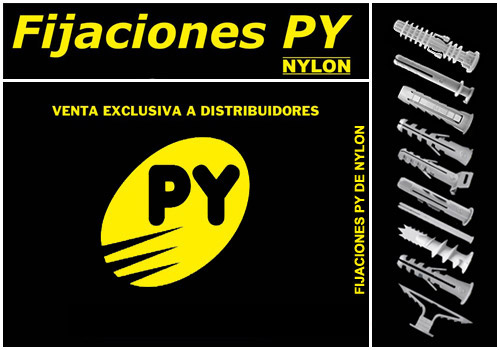 Fijaciones PY
NYLON
VENTA EXCLUSIVA A DISTRIBUIDORES
PY
FIJACIONES PY DE NYLON